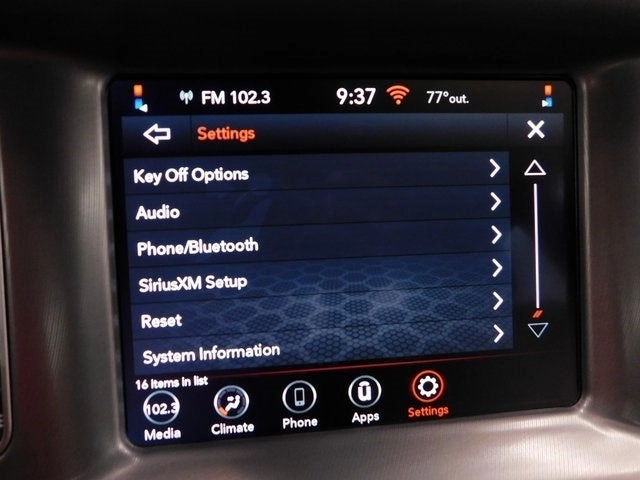 FM 102.3 9:37 77°out.
Settings
Key Off Options
Audio
Phone/Bluetooth
SiriusXM Setup
Reset
System Information
16 Items in list
102.3
Media Climate Phone Apps Settings